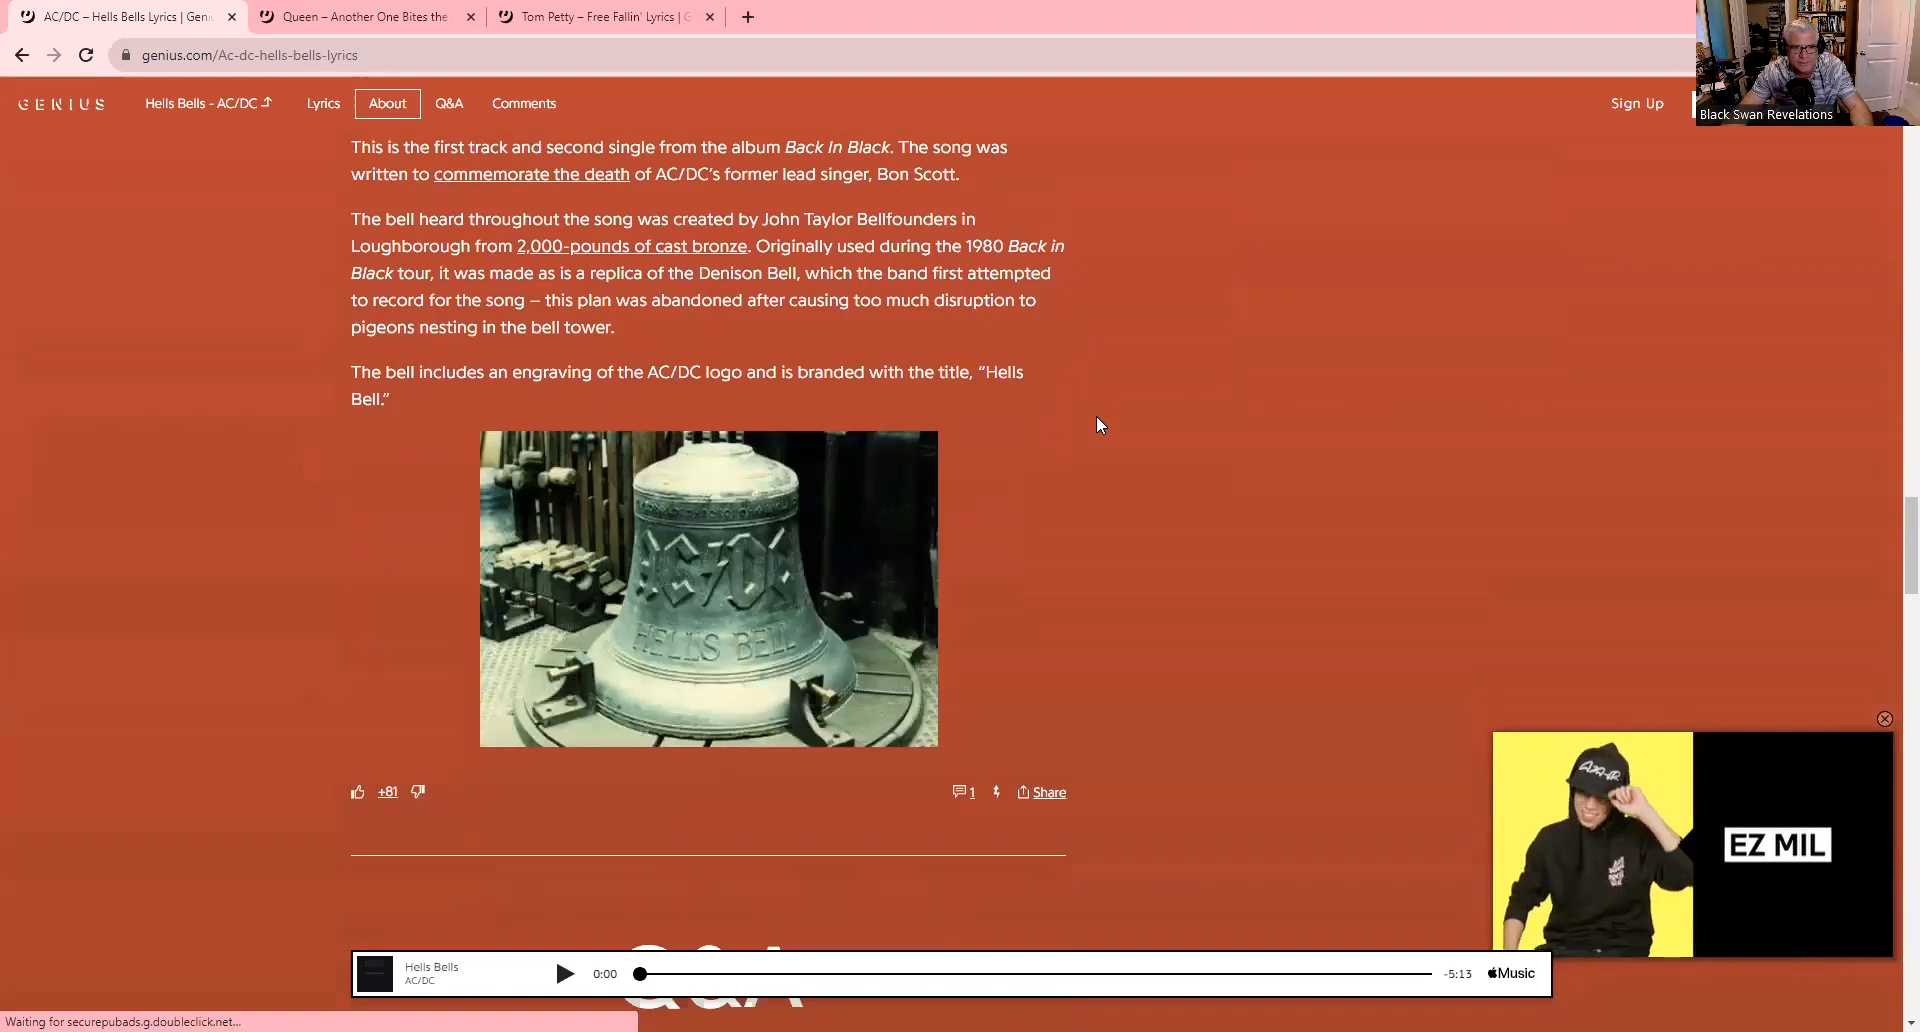 AC/DC – Hells Bells Lyrics | Geni
Queen – Another One Bites the
Tom Petty – Free Fallin' Lyrics | G
genius.com/Ac-dc-hells-bells-lyrics
GENIUS
Hells Bells - AC/DC
Lyrics
About
Q&A
Comments
Sign Up
Black Swan Revelations
This is the first track and second single from the album Back In Black. The song was
written to commemorate the death of AC/DC’s former lead singer, Bon Scott.
The bell heard throughout the song was created by John Taylor Bellfounders in
Loughborough from 2,000-pounds of cast bronze. Originally used during the 1980 Back in
Black tour, it was made as is a replica of the Denison Bell, which the band first attempted
to record for the song – this plan was abandoned after causing too much disruption to
pigeons nesting in the bell tower.
The bell includes an engraving of the AC/DC logo and is branded with the title, “Hells
Bell.”
AC/DC
HELLS BELL
+81
1
Share
EZ MIL
Q&A
Hells Bells
AC/DC
0:00
-5:13
Music
Waiting for securepubads.g.doubleclick.net...